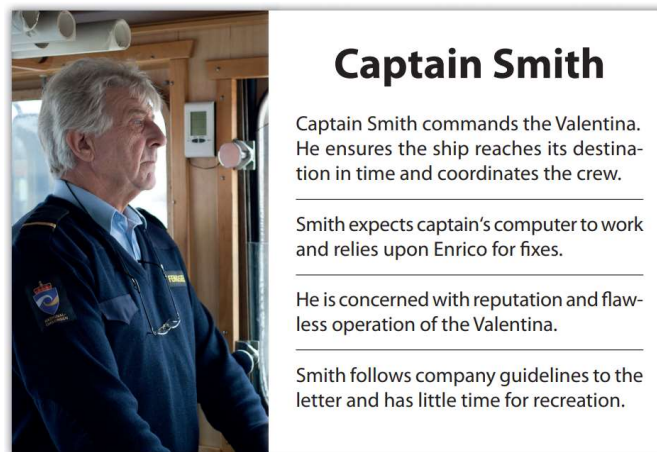 Captain Smith
Captain Smith commands the Valentina.
He ensures the ship reaches its destina-
tion in time and coordinates the crew.
Smith expects captain‘s computer to work
and relies upon Enrico for fixes.
He is concerned with reputation and flaw-
less operation of the Valentina.
Smith follows company guidelines to the
letter and has little time for recreation.